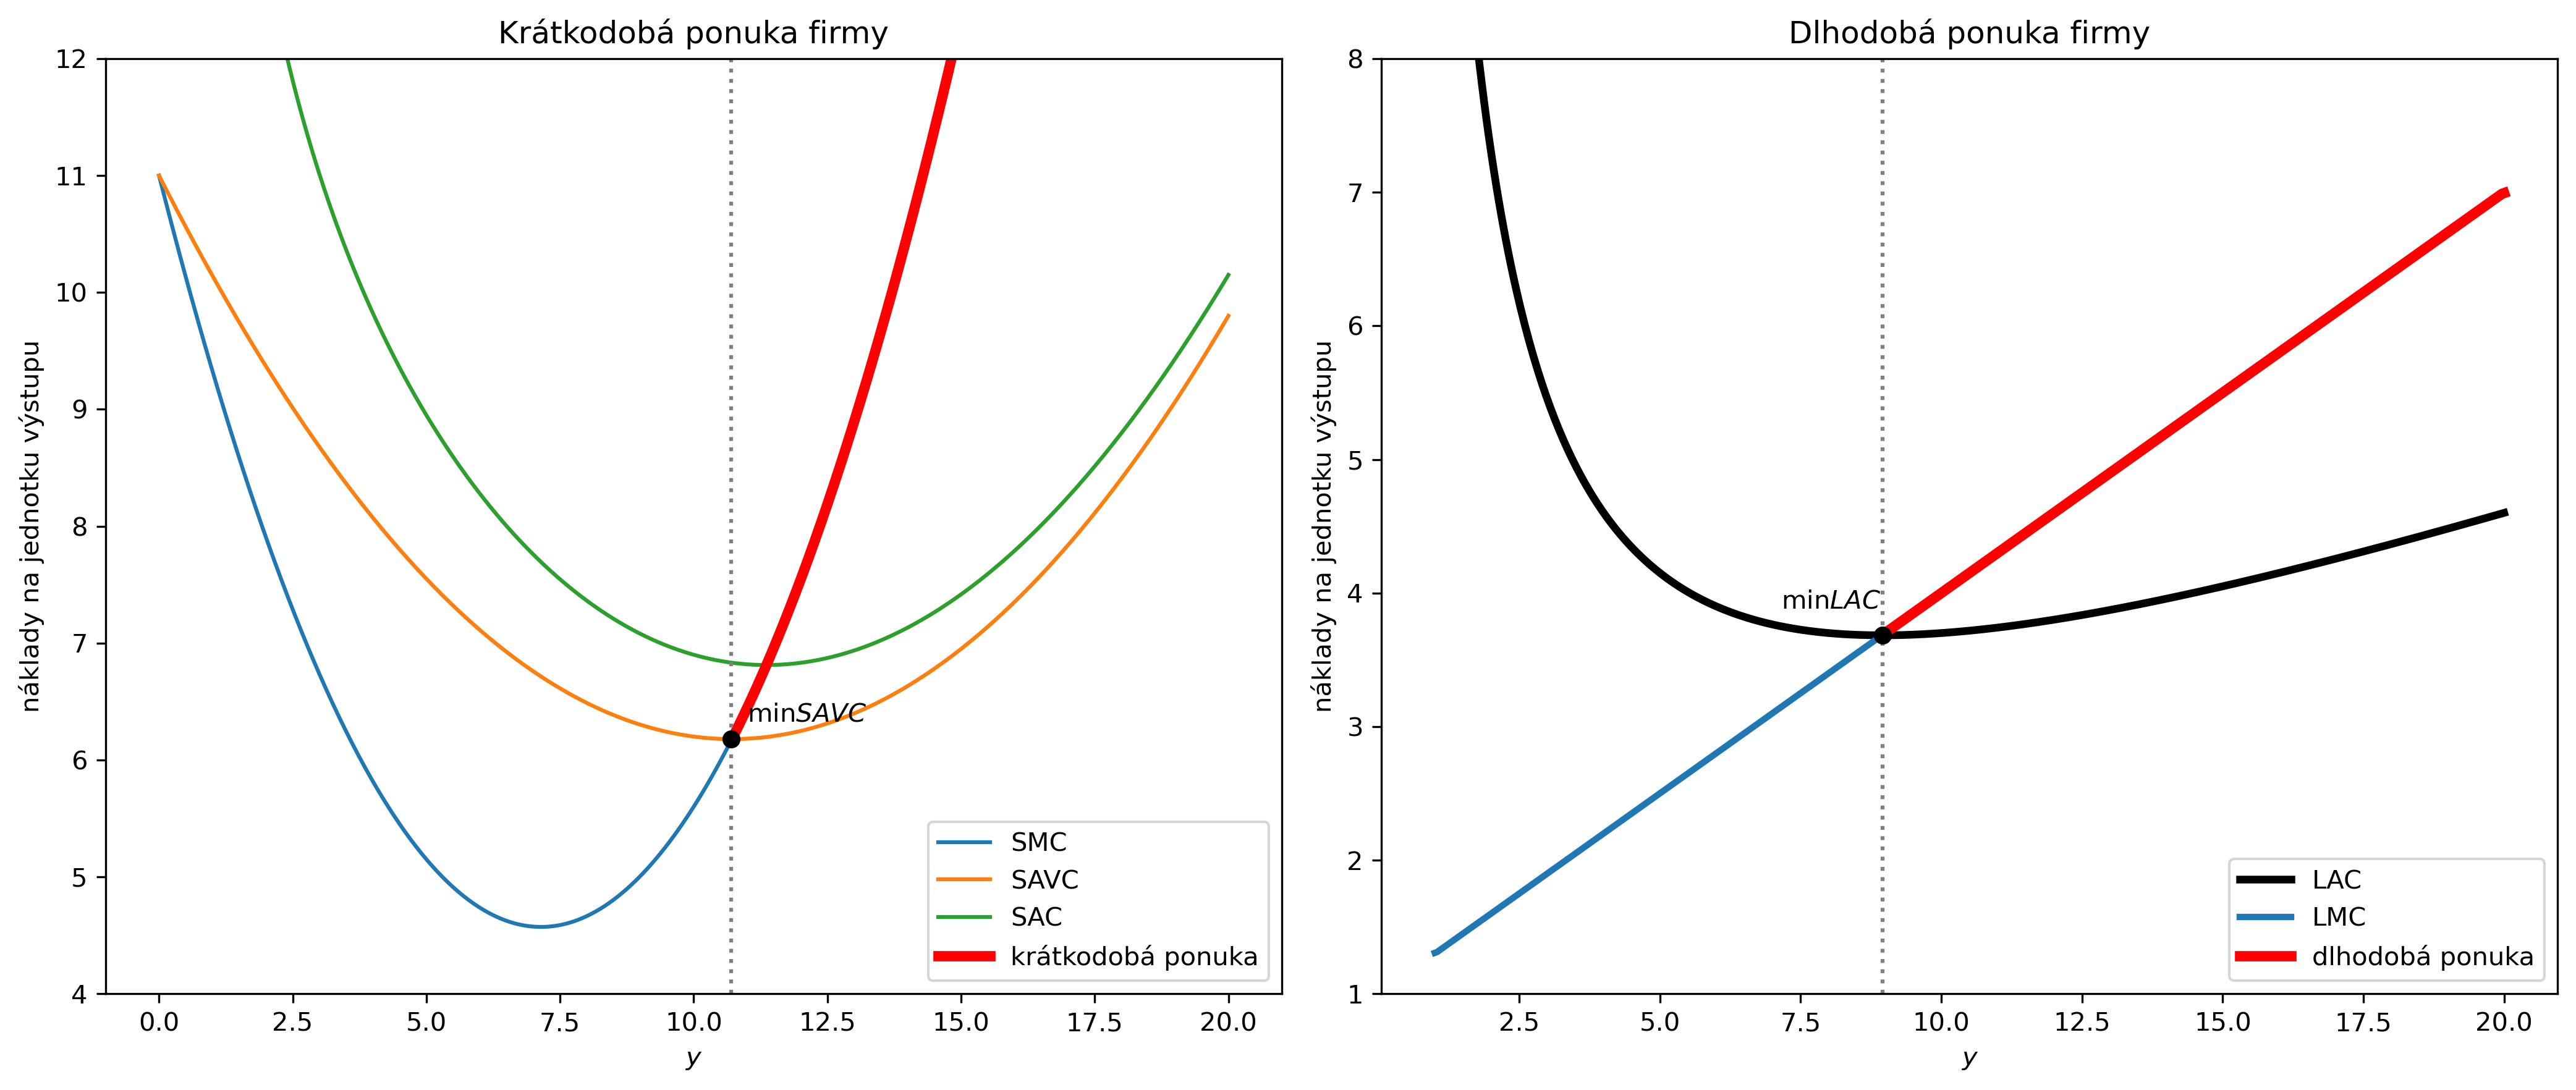 Krátkodobá ponuka firmy
12
11
10
9
8
7
6
5
4
náklady na jednotku výstupu
minSAVC
SMC
SAVC
SAC
krátkodobá ponuka
0.0 2.5 5.0 7.5 10.0 12.5 15.0 17.5 20.0
y
Dlhodobá ponuka firmy
8
7
6
5
4
3
2
1
náklady na jednotku výstupu
minLAC
LAC
LMC
dlhodobá ponuka
2.5 5.0 7.5 10.0 12.5 15.0 17.5 20.0
y